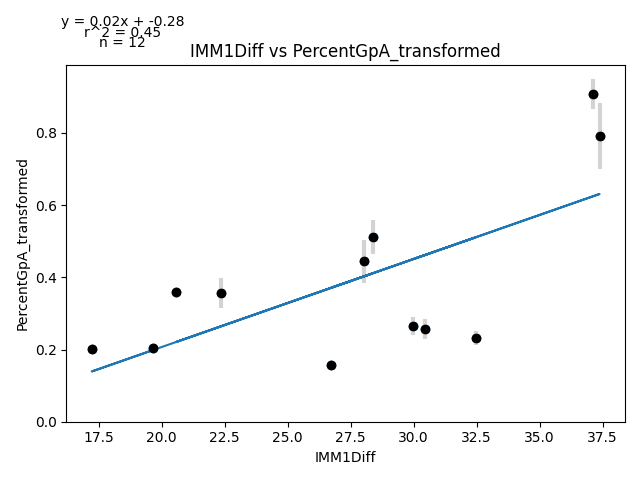 y = 0.02x + -0.28
r^2 = 0.45
n = 12
IMM1Diff vs PercentGpA_transformed
PercentGpA_transformed
0.8
0.6
0.4
0.2
0.0
17.5 20.0 22.5 25.0 27.5 30.0 32.5 35.0 37.5
IMM1Diff